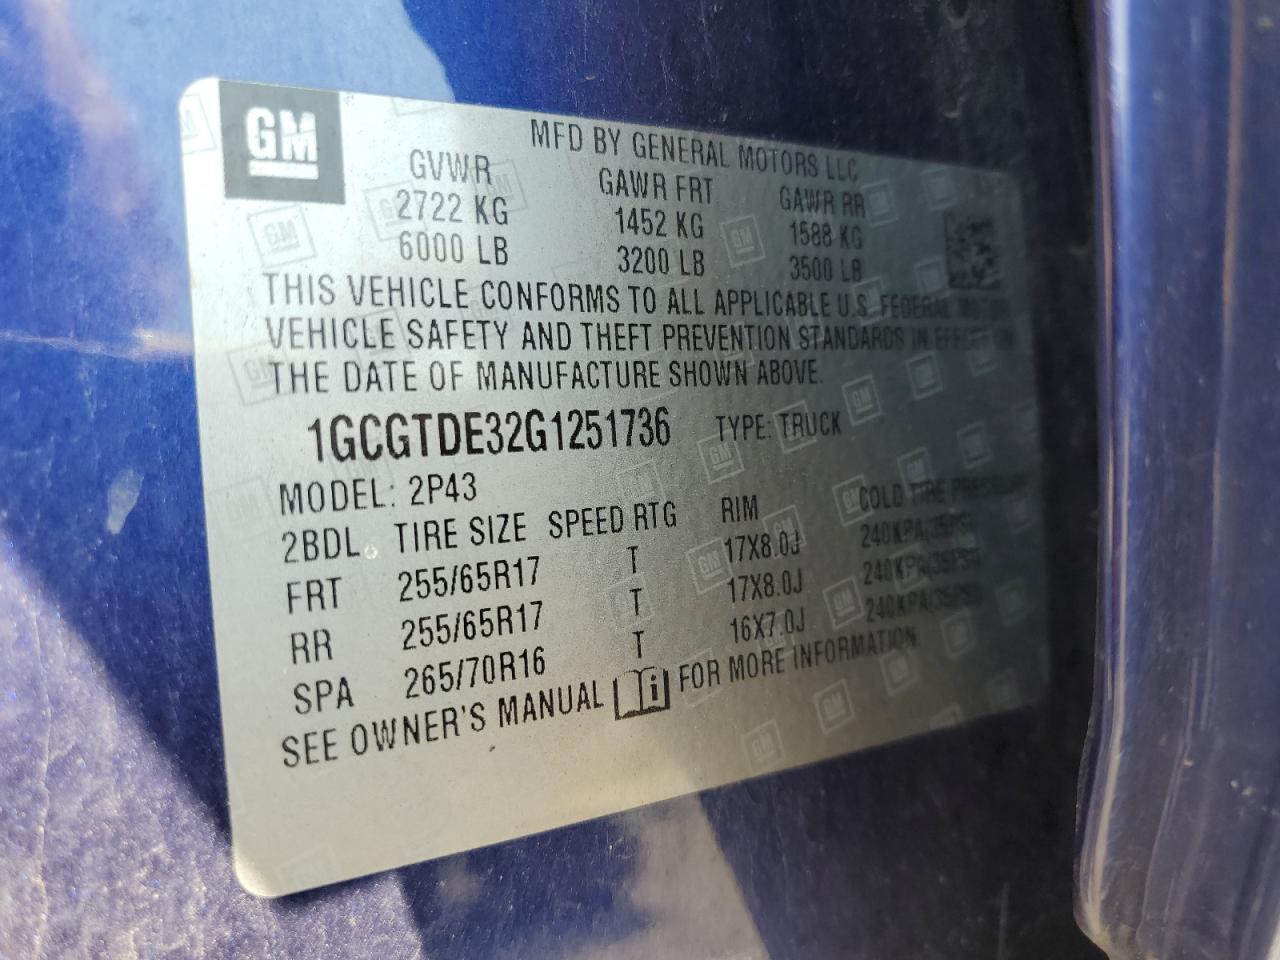 GM
MFD BY GENERAL MOTORS LLC
GVWR GAWR FRT GAWR RR
2722 KG 1452 KG 1588 KG
6000 LB 3200 LB 3500 LB
THIS VEHICLE CONFORMS TO ALL APPLICABLE U.S. FEDERAL MOTOR
VEHICLE SAFETY AND THEFT PREVENTION STANDARDS IN EFFECT ON
THE DATE OF MANUFACTURE SHOWN ABOVE.
1GCGTDE32G1251736 TYPE: TRUCK
MODEL: 2P43
2BDL TIRE SIZE SPEED RTG RIM COLD TIRE PRESSURE
FRT 255/65R17 T 17X8.0J 240KPA(35PSI)
RR 255/65R17 T 17X8.0J 240KPA(35PSI)
SPA 265/70R16 T 16X7.0J 240KPA(35PSI)
SEE OWNER'S MANUAL i FOR MORE INFORMATION